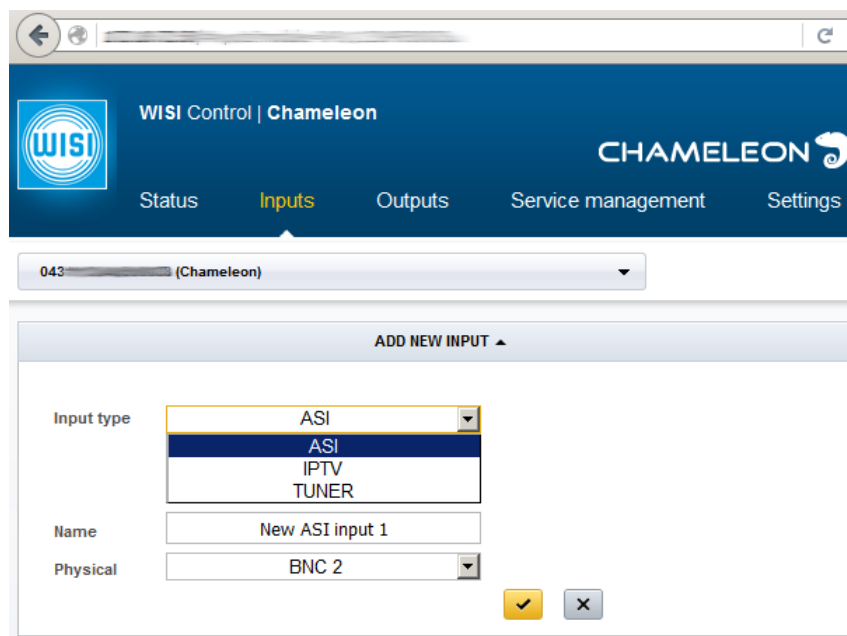 WISI
WISI Control | Chameleon
CHAMELEON
Status Inputs Outputs Service management Settings
043 (Chameleon)
ADD NEW INPUT
Input type ASI
ASI
IPTV
TUNER
Name New ASI input 1
Physical BNC 2